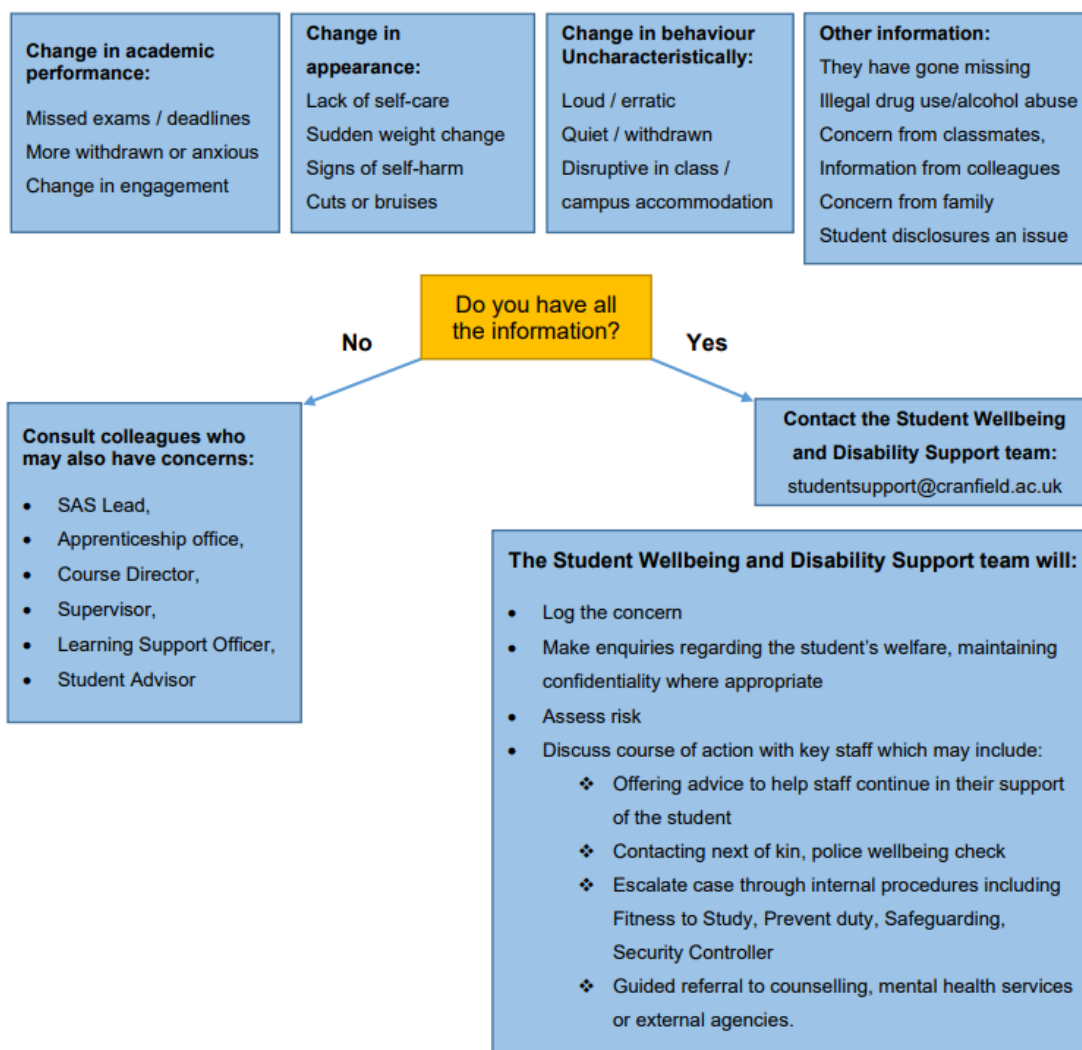 Change in academic
performance:
Missed exams / deadlines
More withdrawn or anxious
Change in engagement
Change in
appearance:
Lack of self-care
Sudden weight change
Signs of self-harm
Cuts or bruises
Change in behaviour
Uncharacteristically:
Loud / erratic
Quiet / withdrawn
Disruptive in class /
campus accommodation
Other information:
They have gone missing
Illegal drug use/alcohol abuse
Concern from classmates,
Information from colleagues
Concern from family
Student disclosures an issue
Do you have all
the information?
No
Yes
Consult colleagues who
may also have concerns:
• SAS Lead,
• Apprenticeship office,
• Course Director,
• Supervisor,
• Learning Support Officer,
• Student Advisor
Contact the Student Wellbeing
and Disability Support team:
studentsupport@cranfield.ac.uk
The Student Wellbeing and Disability Support team will:
• Log the concern
• Make enquiries regarding the student's welfare, maintaining
confidentiality where appropriate
• Assess risk
• Discuss course of action with key staff which may include:
❖ Offering advice to help staff continue in their support
of the student
❖ Contacting next of kin, police wellbeing check
❖ Escalate case through internal procedures including
Fitness to Study, Prevent duty, Safeguarding,
Security Controller
❖ Guided referral to counselling, mental health services
or external agencies.